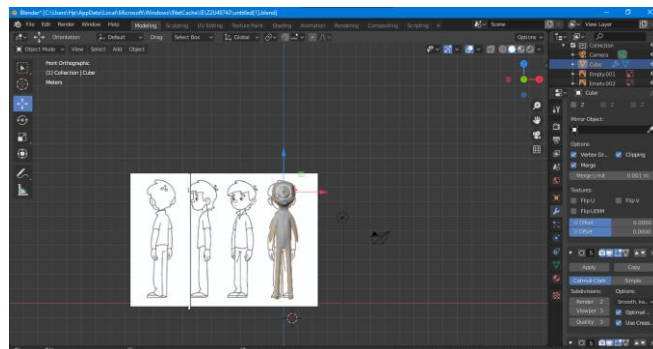 Blender* [C:\Users\Hp\AppData\Local\Microsoft\Windows\INetCache\IE\Z2U49742\untitled[1].blend]
File Edit Render Window Help Modeling Sculpting UV Editing Texture Paint Shading Animation Rendering Compositing Scripting + Scene View Layer
Orientation: Default Drag: Select Box Global Options
Object Mode View Select Add Object
Front Orthographic
(1) Collection | Cube
Meters
Collection
Camera
Cube
Empty.001
Empty.002
Cube
Mirror Object:
Options:
Vertex Gr.. Clipping
Merge
Merge Limit 0.001 m
Textures:
Flip U Flip V
Flip UDIM
U Offset 0.0000
V Offset 0.0000
Apply Copy
Catmull-Clark Simple
Subdivisions: Options:
Render 2 Smooth, ke..
Viewport 3 Optimal ..
Quality 3 Use Creas..